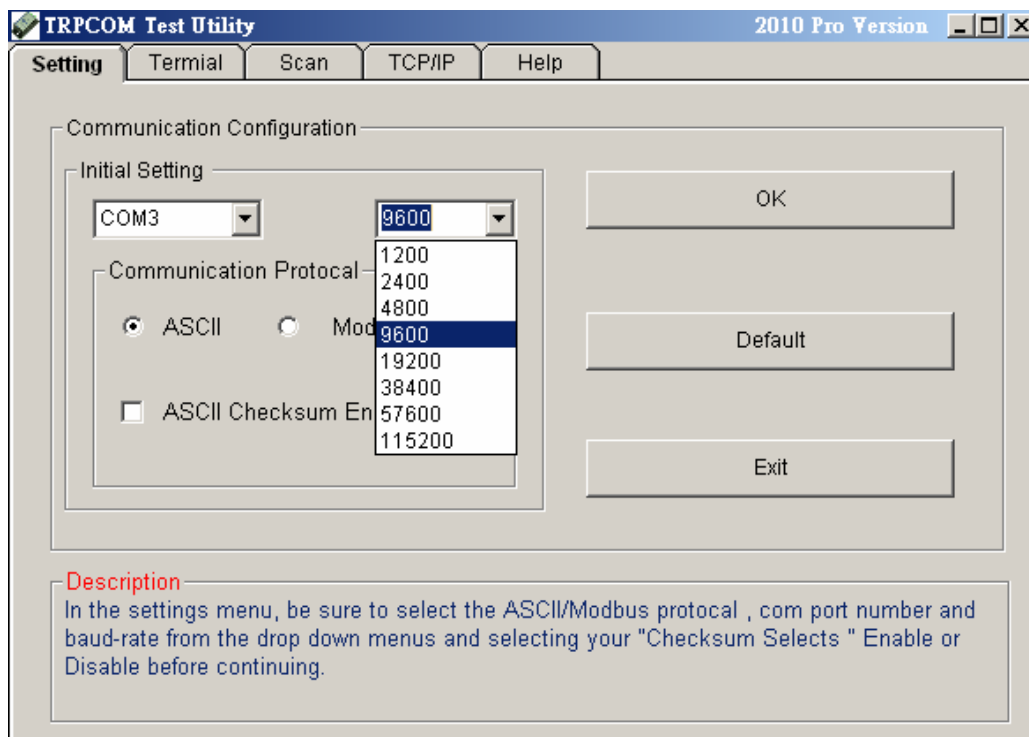 TRPCOM Test Utility 2010 Pro Version
Setting Termial Scan TCP/IP Help
Communication Configuration
Initial Setting
COM3 9600
1200
2400
4800
9600
19200
38400
57600
115200
Communication Protocal
ASCII Mod
ASCII Checksum En
OK
Default
Exit
Description
In the settings menu, be sure to select the ASCII/Modbus protocal , com port number and
baud-rate from the drop down menus and selecting your "Checksum Selects " Enable or
Disable before continuing.